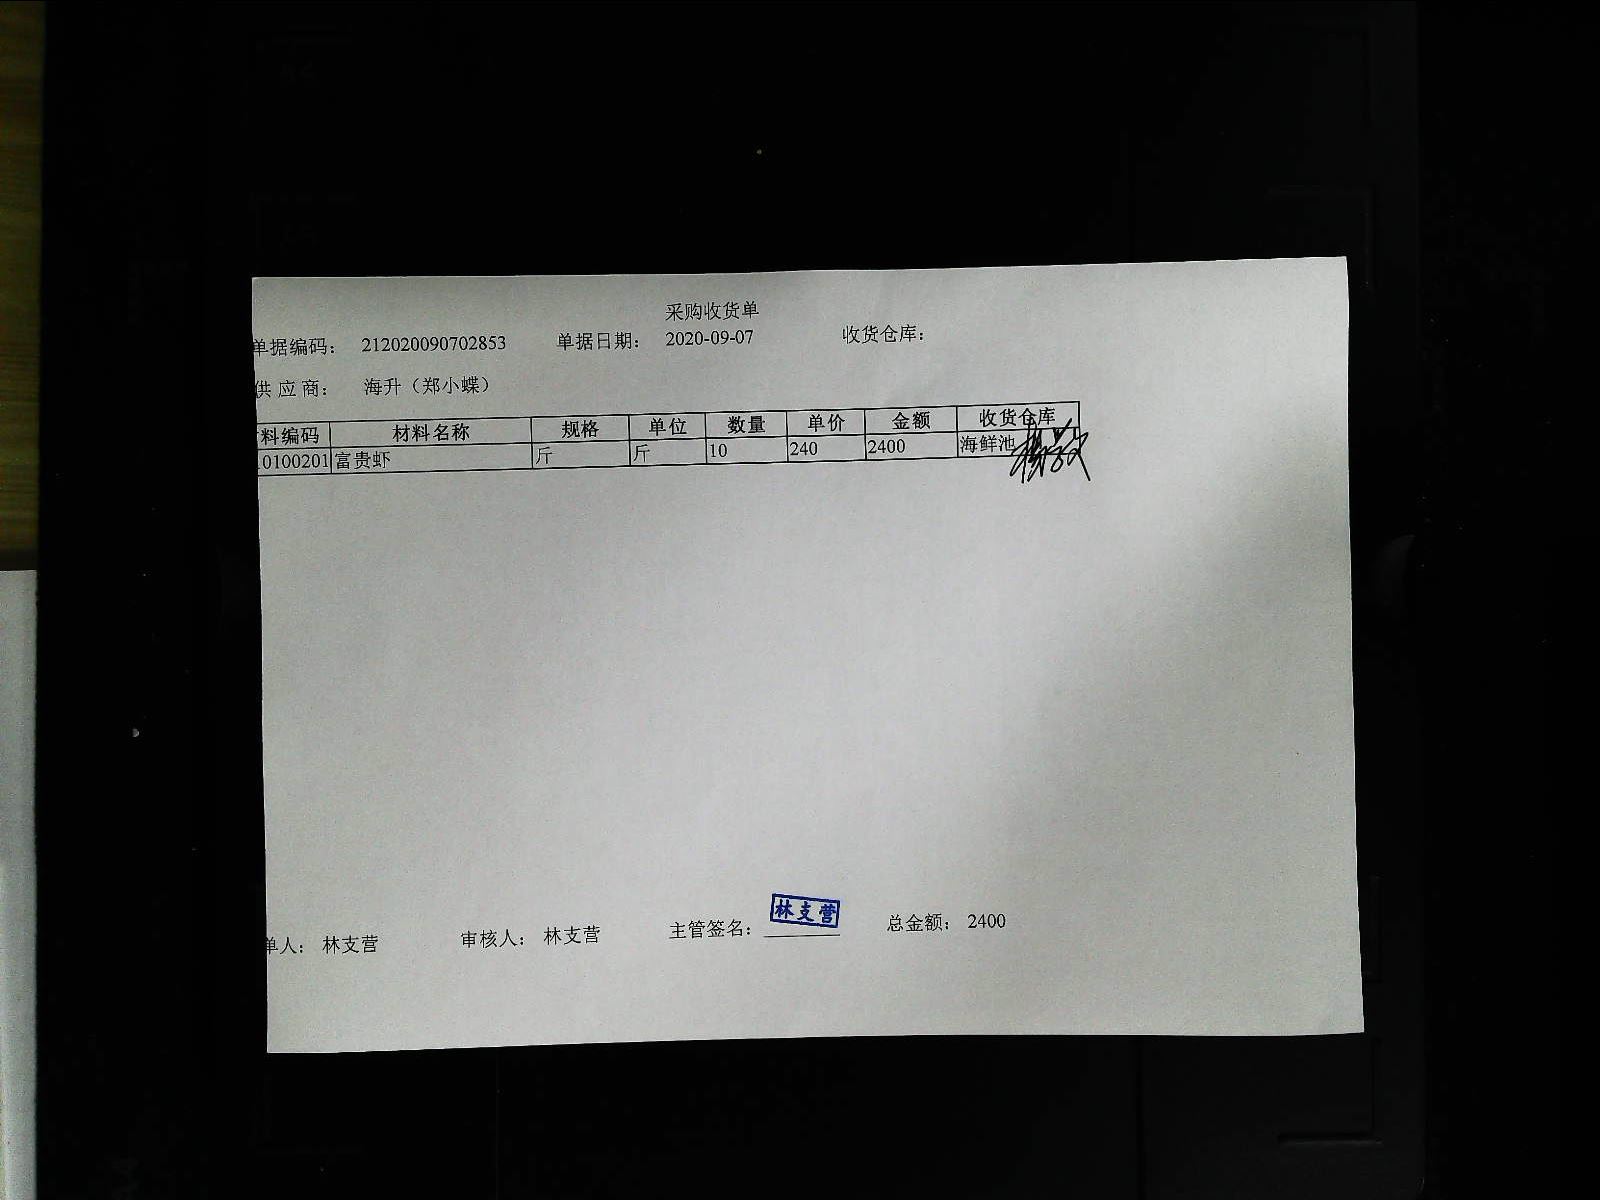 采购收货单
单据编码： 212020090702853 单据日期： 2020-09-07 收货仓库：
供应商： 海升（郑小蝶）
料编码 材料名称 规格 单位 数量 单价 金额 收货仓库
10100201 富贵虾 斤 斤 10 240 2400 海鲜池
林支营
单人： 林支营 审核人： 林支营 主管签名： 总金额： 2400